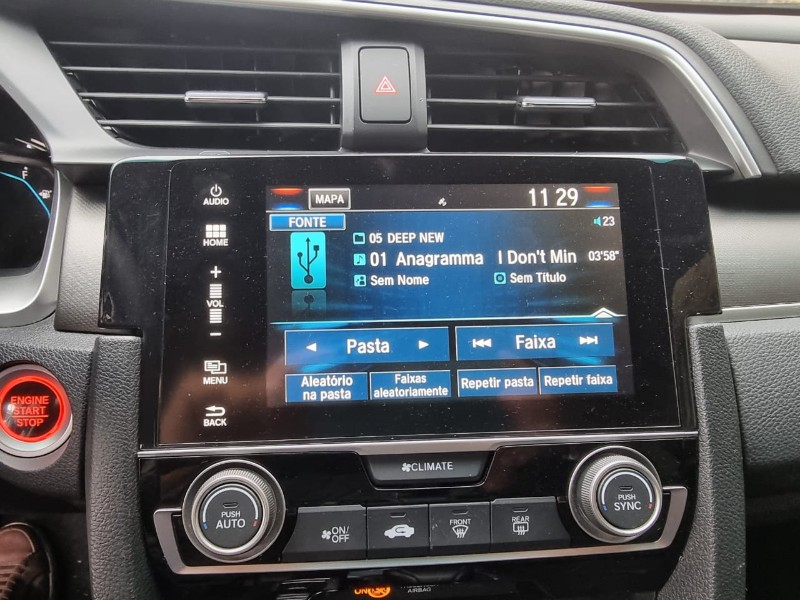 F
AUDIO
HOME
VOL
MENU
BACK
MAPA
11 29
FONTE
23
05 DEEP NEW
01 Anagramma I Don't Min 03'58"
Sem Nome
Sem Título
Pasta
Faixa
Aleatório
na pasta
Faixas
aleatoriamente
Repetir pasta
Repetir faixa
ENGINE
START
STOP
CLIMATE
PUSH
AUTO
ON/
OFF
FRONT
REAR
PUSH
SYNC
ON
AIRBAG